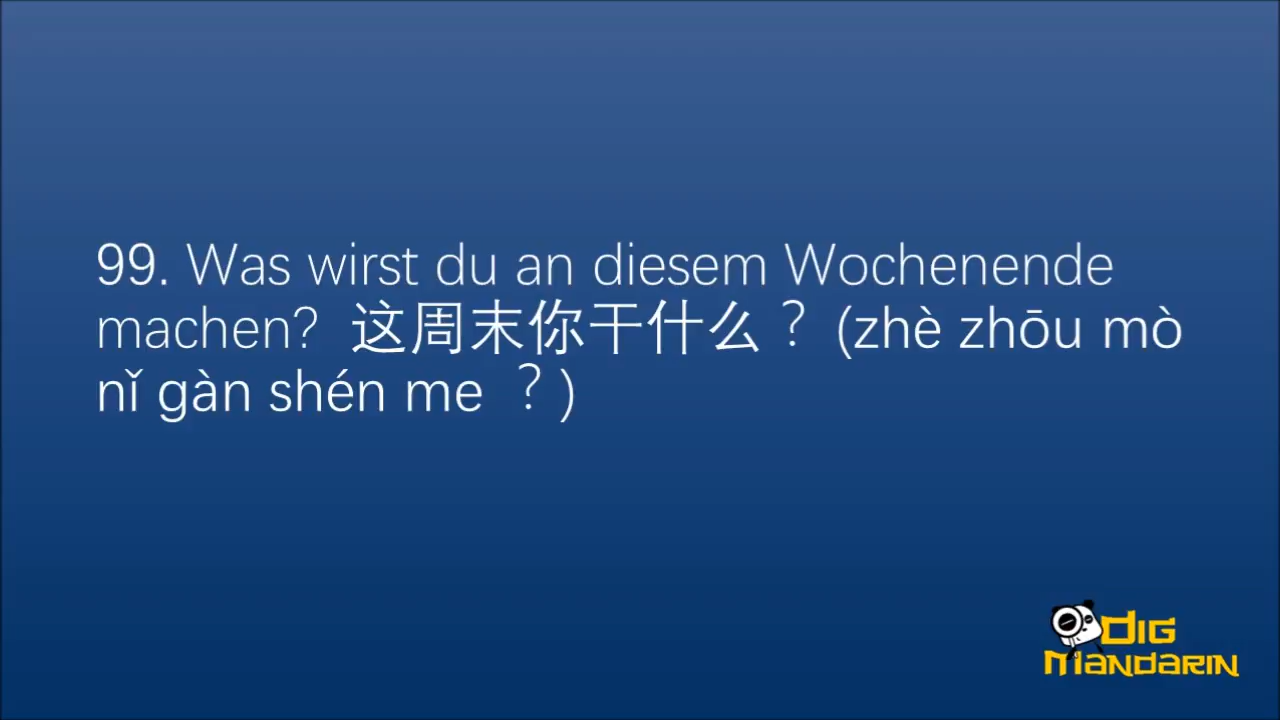 99. Was wirst du an diesem Wochenende
machen? 这周末你干什么？(zhè zhōu mò
nǐ gàn shén me ？)
DIG
MANDARIN